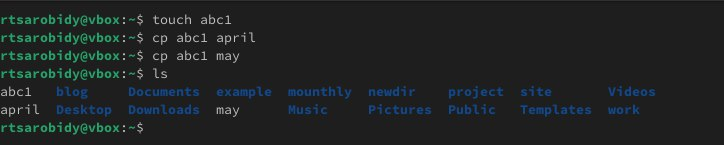 rtsarobidy@vbox:~$ touch abc1
rtsarobidy@vbox:~$ cp abc1 april
rtsarobidy@vbox:~$ cp abc1 may
rtsarobidy@vbox:~$ ls
abc1 blog Documents example mounthly newdir project site Videos
april Desktop Downloads may Music Pictures Public Templates work
rtsarobidy@vbox:~$